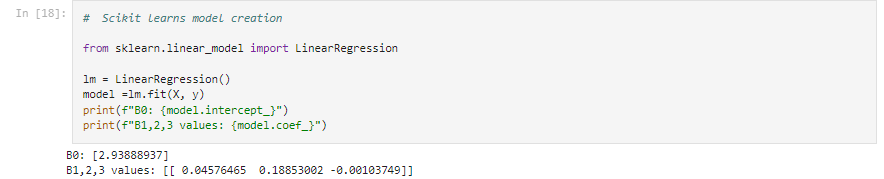 In [18]:
#  Scikit learns model creation
from sklearn.linear_model import LinearRegression
lm = LinearRegression()
model =lm.fit(X, y)
print(f"B0: {model.intercept_}")
print(f"B1,2,3 values: {model.coef_}")
B0: [2.93888937]
B1,2,3 values: [[ 0.04576465  0.18853002 -0.00103749]]